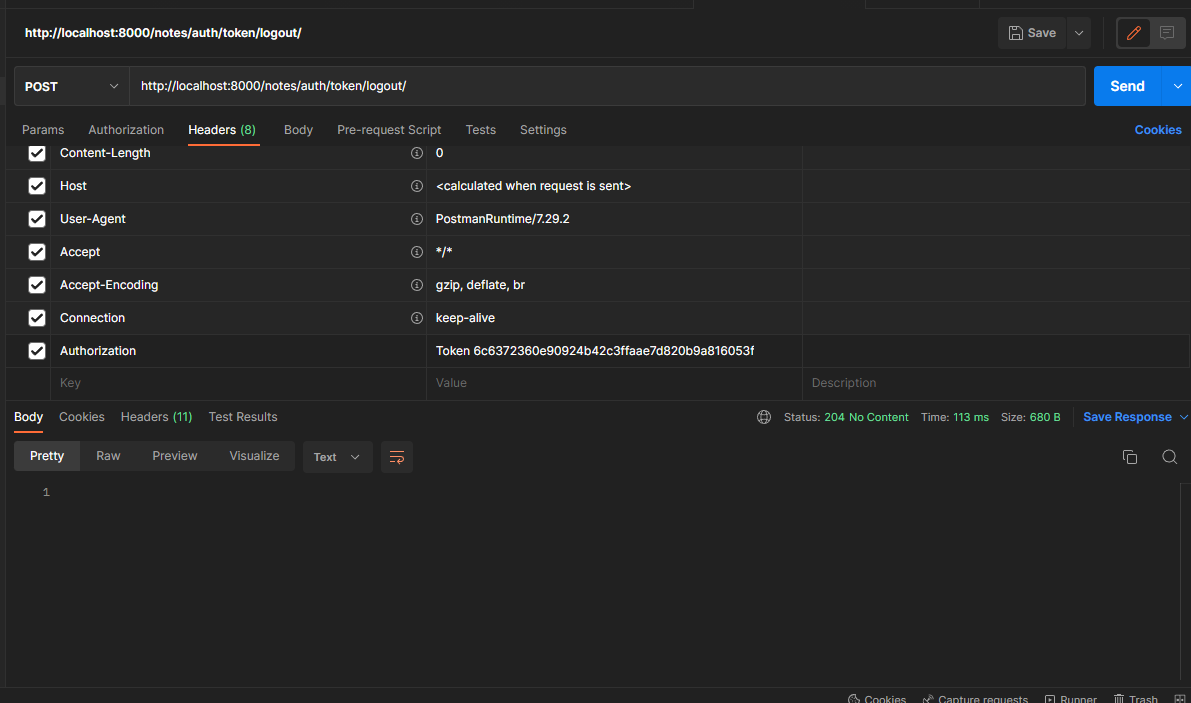 http://localhost:8000/notes/auth/token/logout/
Save
POST
http://localhost:8000/notes/auth/token/logout/
Send
Params Authorization Headers (8) Body Pre-request Script Tests Settings Cookies
Content-Length 0
Host <calculated when request is sent>
User-Agent PostmanRuntime/7.29.2
Accept */*
Accept-Encoding gzip, deflate, br
Connection keep-alive
Authorization Token 6c6372360e90924b42c3ffaae7d820b9a816053f
Key Value Description
Body Cookies Headers (11) Test Results Status: 204 No Content Time: 113 ms Size: 680 B Save Response
Pretty Raw Preview Visualize Text
1
Cookies Capture requests Runner Trash